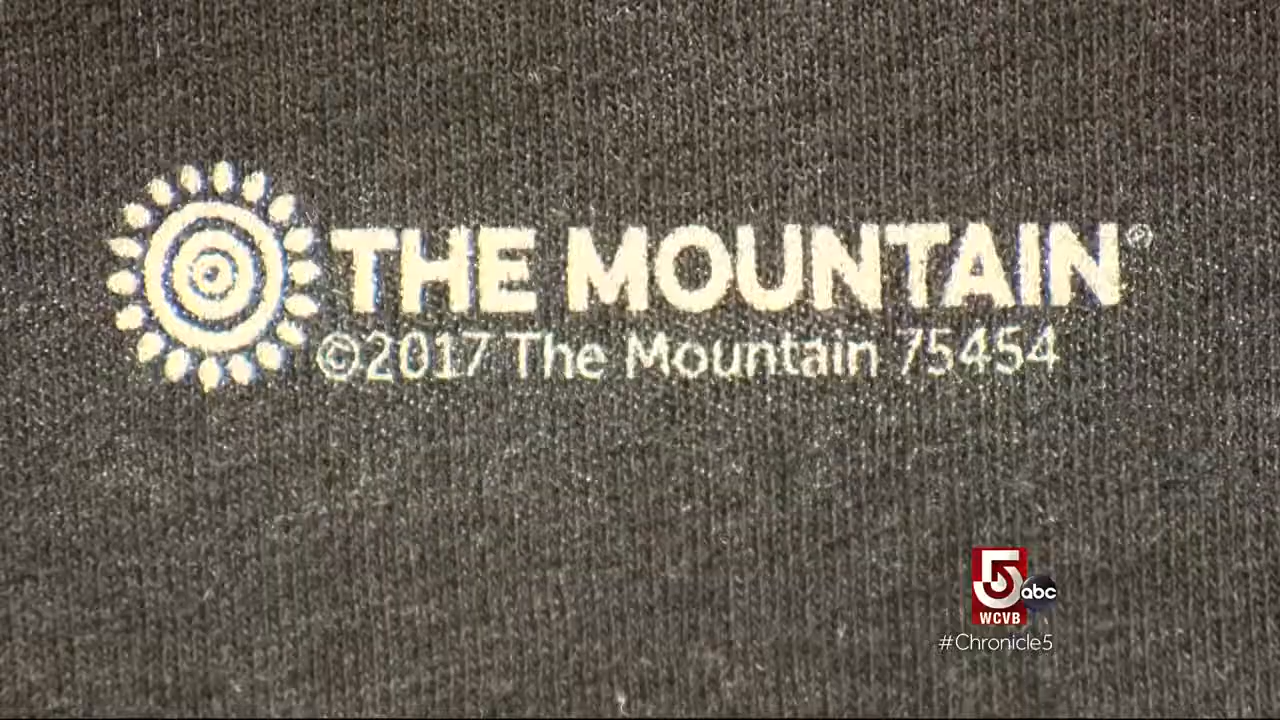 THE MOUNTAIN®
©2017 The Mountain 75454
5 abc
WCVB
#Chronicle5